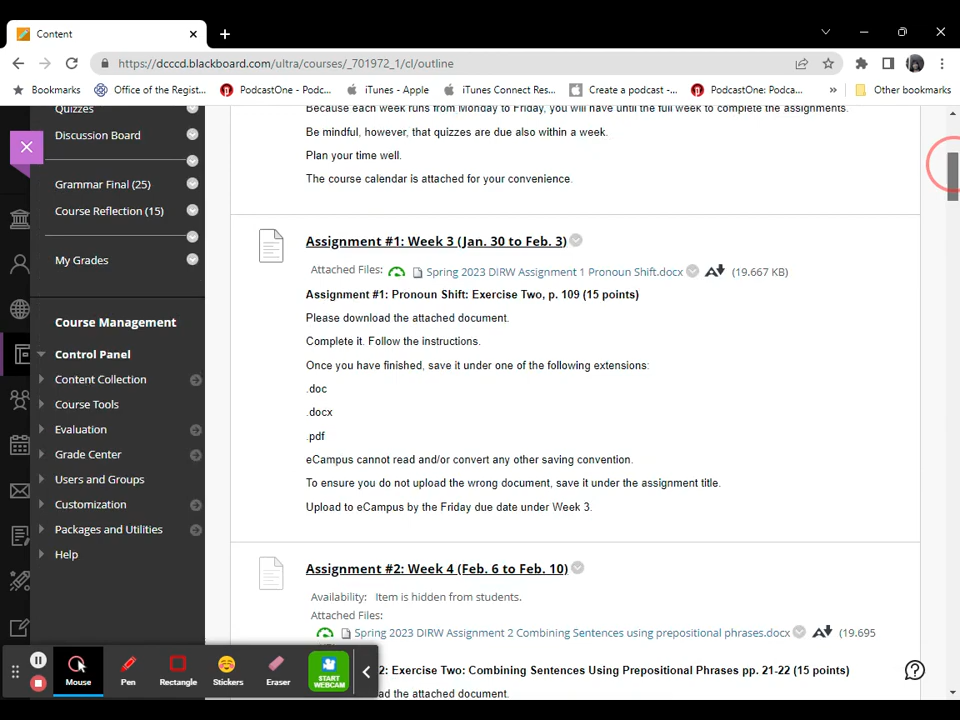 Content
https://dcccd.blackboard.com/ultra/courses/_701972_1/cl/outline
Bookmarks
Office of the Regist...
PodcastOne - Podc...
iTunes - Apple
iTunes Connect Res...
Create a podcast -...
PodcastOne: Podca...
Other bookmarks
Quizzes
Discussion Board
Grammar Final (25)
Course Reflection (15)
My Grades
Course Management
Control Panel
Content Collection
Course Tools
Evaluation
Grade Center
Users and Groups
Customization
Packages and Utilities
Help
Because each week runs from Monday to Friday, you will have until the full week to complete the assignments.
Be mindful, however, that quizzes are due also within a week.
Plan your time well.
The course calendar is attached for your convenience.
Assignment #1: Week 3 (Jan. 30 to Feb. 3)
Attached Files: Spring 2023 DIRW Assignment 1 Pronoun Shift.docx (19.667 KB)
Assignment #1: Pronoun Shift: Exercise Two, p. 109 (15 points)
Please download the attached document.
Complete it. Follow the instructions.
Once you have finished, save it under one of the following extensions:
.doc
.docx
.pdf
eCampus cannot read and/or convert any other saving convention.
To ensure you do not upload the wrong document, save it under the assignment title.
Upload to eCampus by the Friday due date under Week 3.
Assignment #2: Week 4 (Feb. 6 to Feb. 10)
Availability: Item is hidden from students.
Attached Files:
Spring 2023 DIRW Assignment 2 Combining Sentences using prepositional phrases.docx (19.695
2: Exercise Two: Combining Sentences Using Prepositional Phrases pp. 21-22 (15 points)
ad the attached document.
Mouse
Pen
Rectangle
Stickers
Eraser
START
WEBCAM